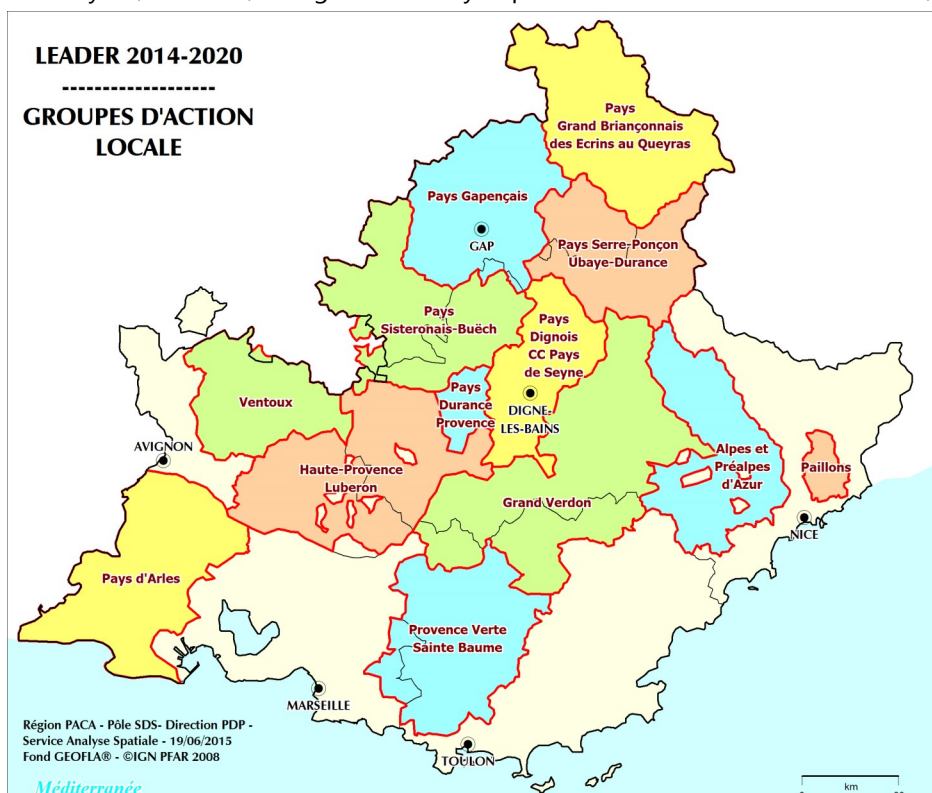 LEADER 2014-2020
-------------------
GROUPES D'ACTION
LOCALE
Pays
Grand Briançonnais
des Ecrins au Queyras
Pays Gapençais
GAP
Pays Serre-Ponçon
Ubaye-Durance
Pays
Sisteronais-Buëch
Pays
Dignois
CC Pays
de Seyne
Pays
Durance
Provence
DIGNE-
LES-BAINS
Ventoux
AVIGNON
Haute-Provence
Luberon
Alpes et
Préalpes
d'Azur
Paillons
Grand Verdon
NICE
Pays d'Arles
Provence Verte
Sainte Baume
MARSEILLE
TOULON
Région PACA - Pôle SDS- Direction PDP -
Service Analyse Spatiale - 19/06/2015
Fond GEOFLA® - ©IGN PFAR 2008
Méditerranée
km